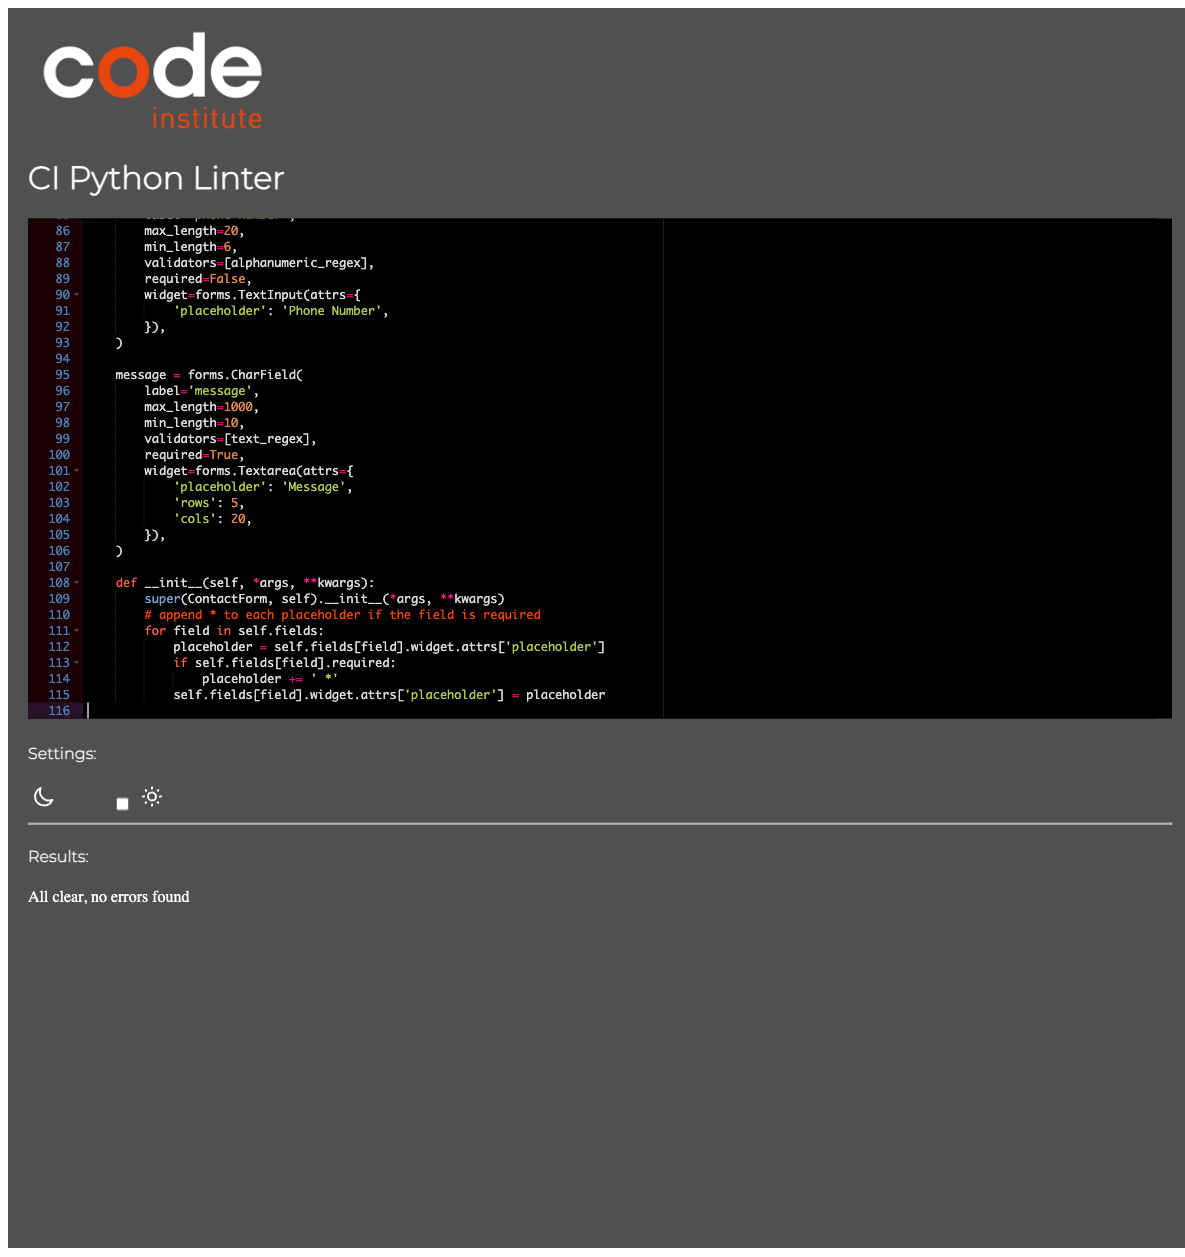 code
institute
CI Python Linter
86 max_length=20,
87 min_length=6,
88 validators=[alphanumeric_regex],
89 required=False,
90 widget=forms.TextInput(attrs={
91 'placeholder': 'Phone Number',
92 }),
93 )
94
95 message = forms.CharField(
96 label='message',
97 max_length=1000,
98 min_length=10,
99 validators=[text_regex],
100 required=True,
101 widget=forms.Textarea(attrs={
102 'placeholder': 'Message',
103 'rows': 5,
104 'cols': 20,
105 }),
106 )
107
108 def __init__(self, *args, **kwargs):
109 super(ContactForm, self).__init__(*args, **kwargs)
110 # append * to each placeholder if the field is required
111 for field in self.fields:
112 placeholder = self.fields[field].widget.attrs['placeholder']
113 if self.fields[field].required:
114 placeholder += ' *'
115 self.fields[field].widget.attrs['placeholder'] = placeholder
116
Settings:
Results:
All clear, no errors found